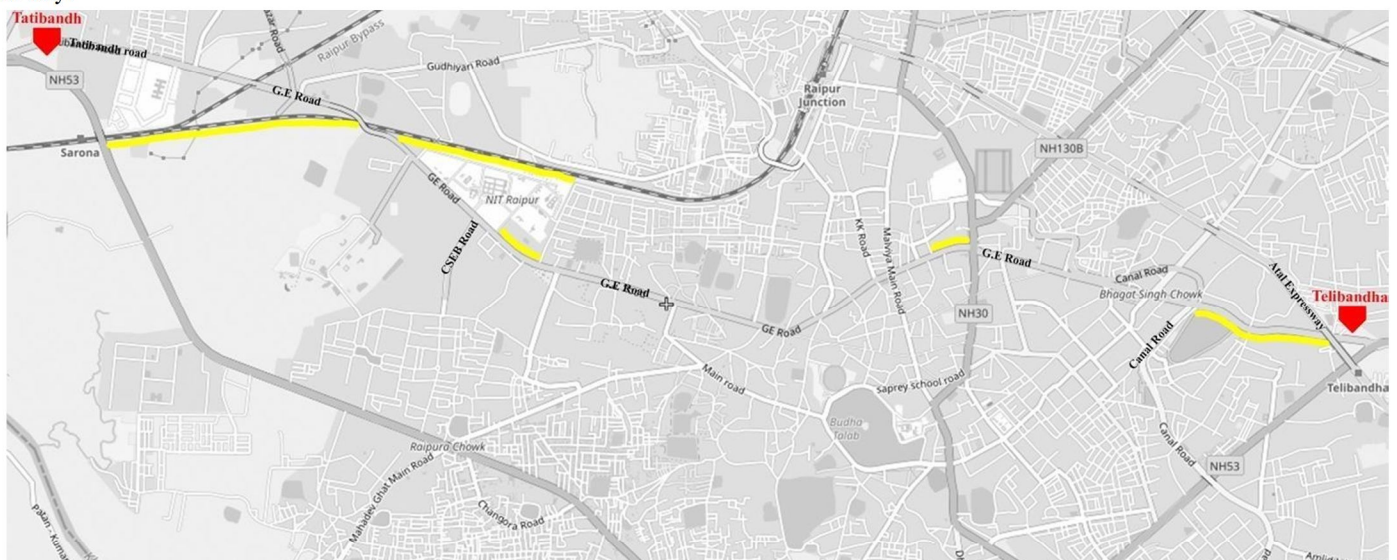 Tatibandh
Tatibandh road
NH53
Raipur Bypass
Gudhiyari Road
G.E Road
Raipur
Junction
Sarona
NH130B
GE Road
NIT Raipur
CSEB Road
KK Road
Malviya Main Road
G.E Road
Canal Road
Bhagat Singh Chowk
Atal Expressway
Telibandha
G.E Road
GE Road
NH30
Canal Road
Main road
Saprey school road
Telibandha
Budha
Talab
Raipura Chowk
Mahadev Ghat Main Road
Canal Road
NH53
Changora Road